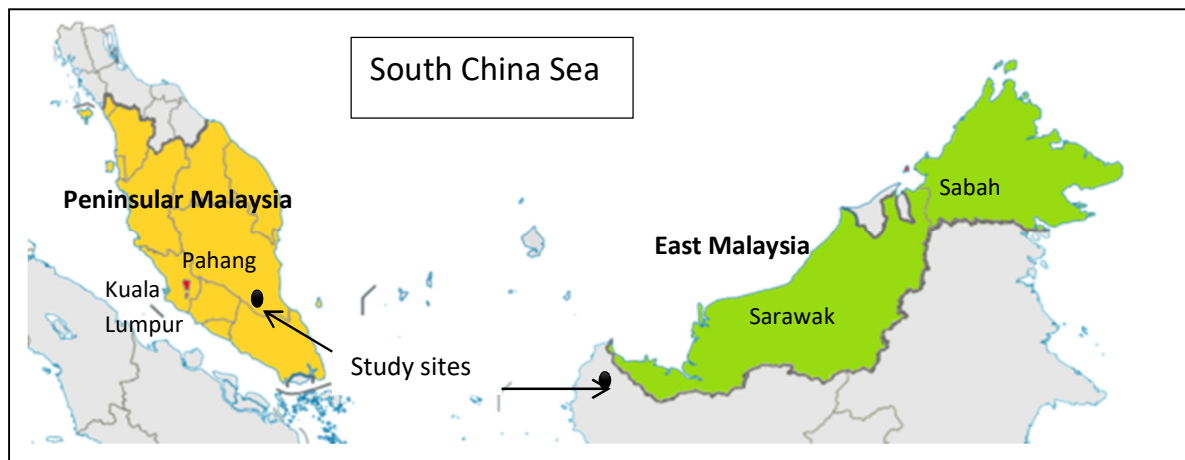 South China Sea
Peninsular Malaysia
Sabah
East Malaysia
Pahang
Kuala
Lumpur
Sarawak
Study sites